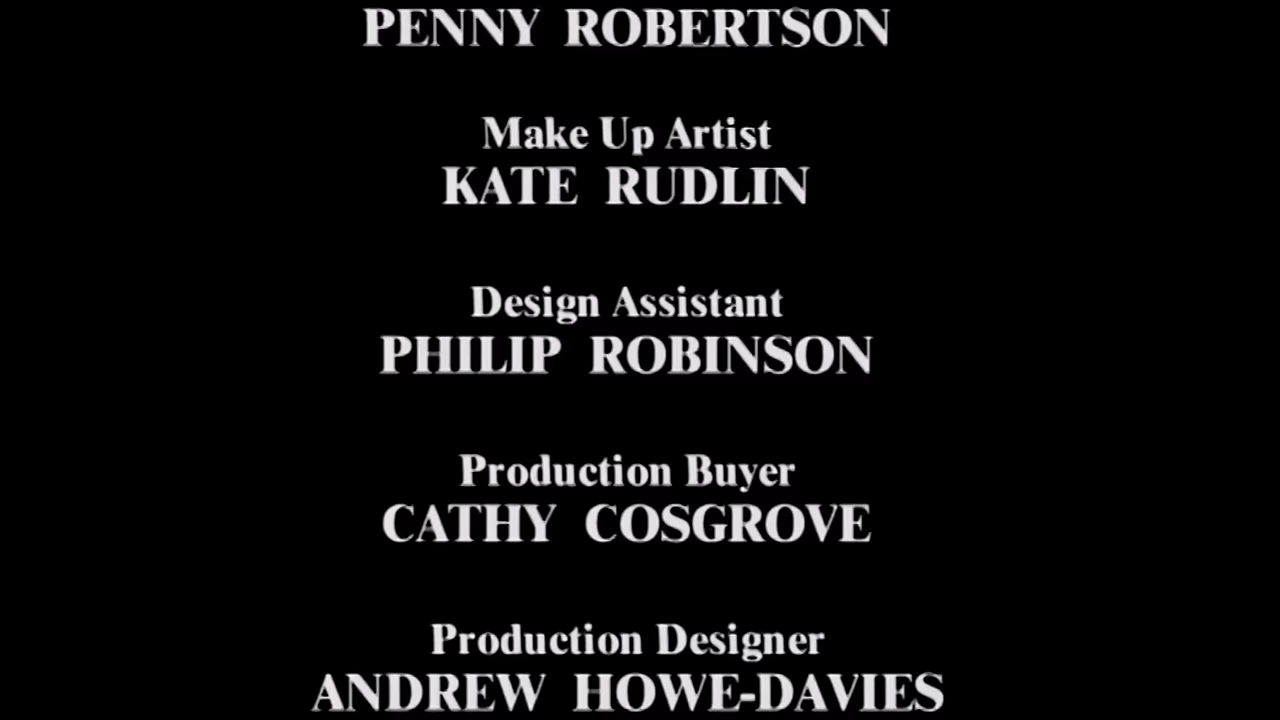 PENNY ROBERTSON
Make Up Artist
KATE RUDLIN
Design Assistant
PHILIP ROBINSON
Production Buyer
CATHY COSGROVE
Production Designer
ANDREW HOWE-DAVIES